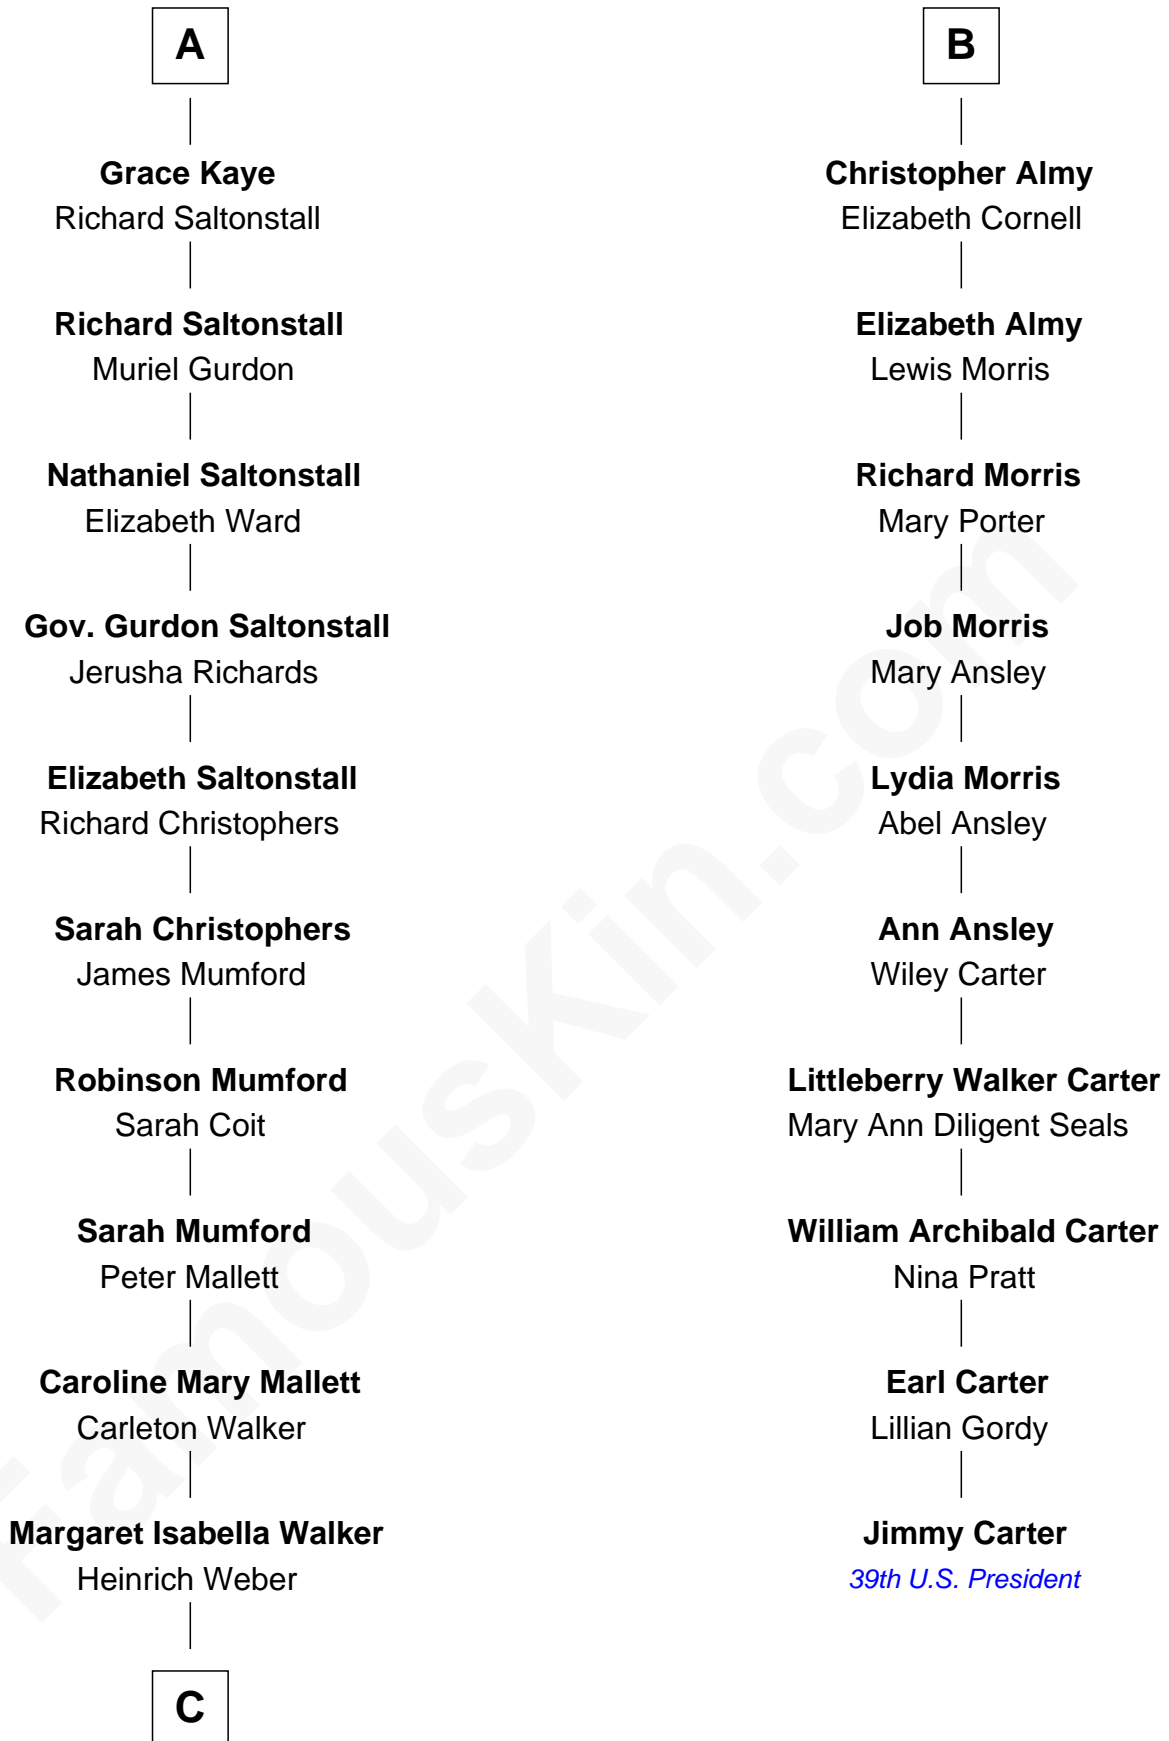 A
Grace Kaye
Richard Saltonstall
Richard Saltonstall
Muriel Gurdon
Nathaniel Saltonstall
Elizabeth Ward
Gov. Gurdon Saltonstall
Jerusha Richards
Elizabeth Saltonstall
Richard Christophers
Sarah Christophers
James Mumford
Robinson Mumford
Sarah Coit
Sarah Mumford
Peter Mallett
Caroline Mary Mallett
Carleton Walker
Margaret Isabella Walker
Heinrich Weber
C
B
Christopher Almy
Elizabeth Cornell
Elizabeth Almy
Lewis Morris
Richard Morris
Mary Porter
Job Morris
Mary Ansley
Lydia Morris
Abel Ansley
Ann Ansley
Wiley Carter
Littleberry Walker Carter
Mary Ann Diligent Seals
William Archibald Carter
Nina Pratt
Earl Carter
Lillian Gordy
Jimmy Carter
39th U.S. President
FamousKin.com